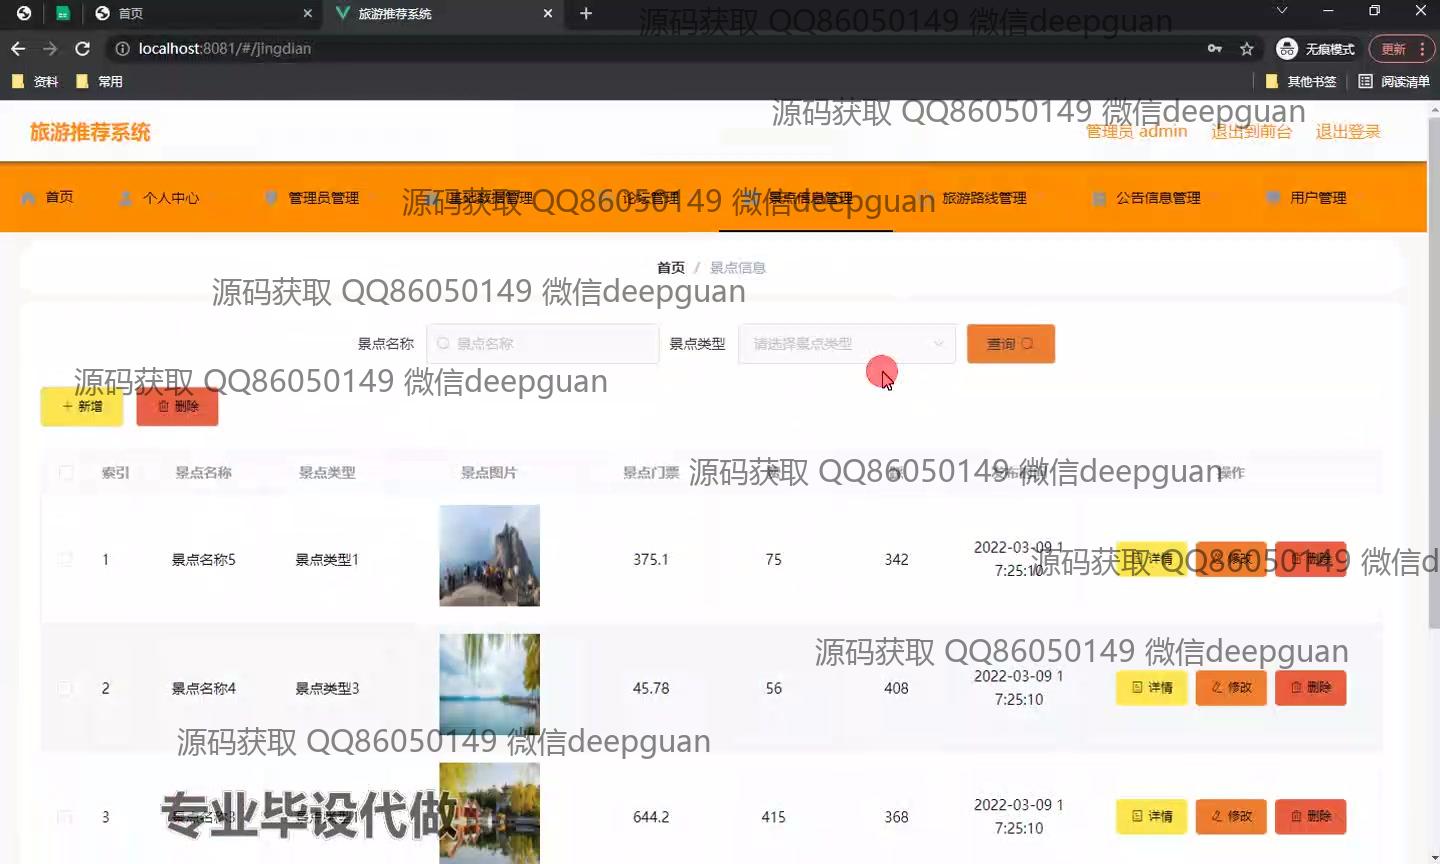 首页
旅游推荐系统
localhost:8081/#/jingdian
无痕模式
更新
资料
常用
其他书签
阅读清单
源码获取 QQ86050149 微信deepguan
旅游推荐系统
源码获取 QQ86050149 微信deepguan
管理员 admin
退出到前台
退出登录
首页
个人中心
管理员管理
基础数据管理
论坛管理
景点信息管理
旅游路线管理
公告信息管理
用户管理
源码获取 QQ86050149 微信deepguan
首页 / 景点信息
源码获取 QQ86050149 微信deepguan
景点名称
景点名称
景点类型
请选择景点类型
查询
源码获取 QQ86050149 微信deepguan
新增
删除
索引
景点名称
景点类型
景点图片
景点门票
操作
源码获取 QQ86050149 微信deepguan
1
景点名称5
景点类型1
375.1
75
342
2022-03-09 1
7:25:10
详情
修改
删除
源码获取 QQ86050149 微信d
源码获取 QQ86050149 微信deepguan
2
景点名称4
景点类型3
45.78
56
408
2022-03-09 1
7:25:10
详情
修改
删除
源码获取 QQ86050149 微信deepguan
3
644.2
415
368
2022-03-09 1
7:25:10
详情
修改
删除
专业毕设代做